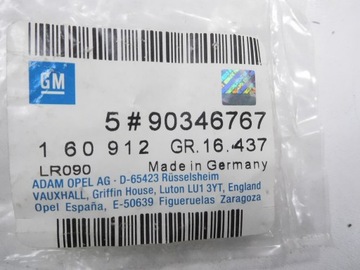 GM
5#90346767
1 60 912 GR.16.437
LR090 Made in Germany
ADAM OPEL AG - D-65423 Rüsselsheim
VAUXHALL, Griffin House, Luton LU1 3YT, England
Opel España, E-50639 Figueruelas Zaragoza